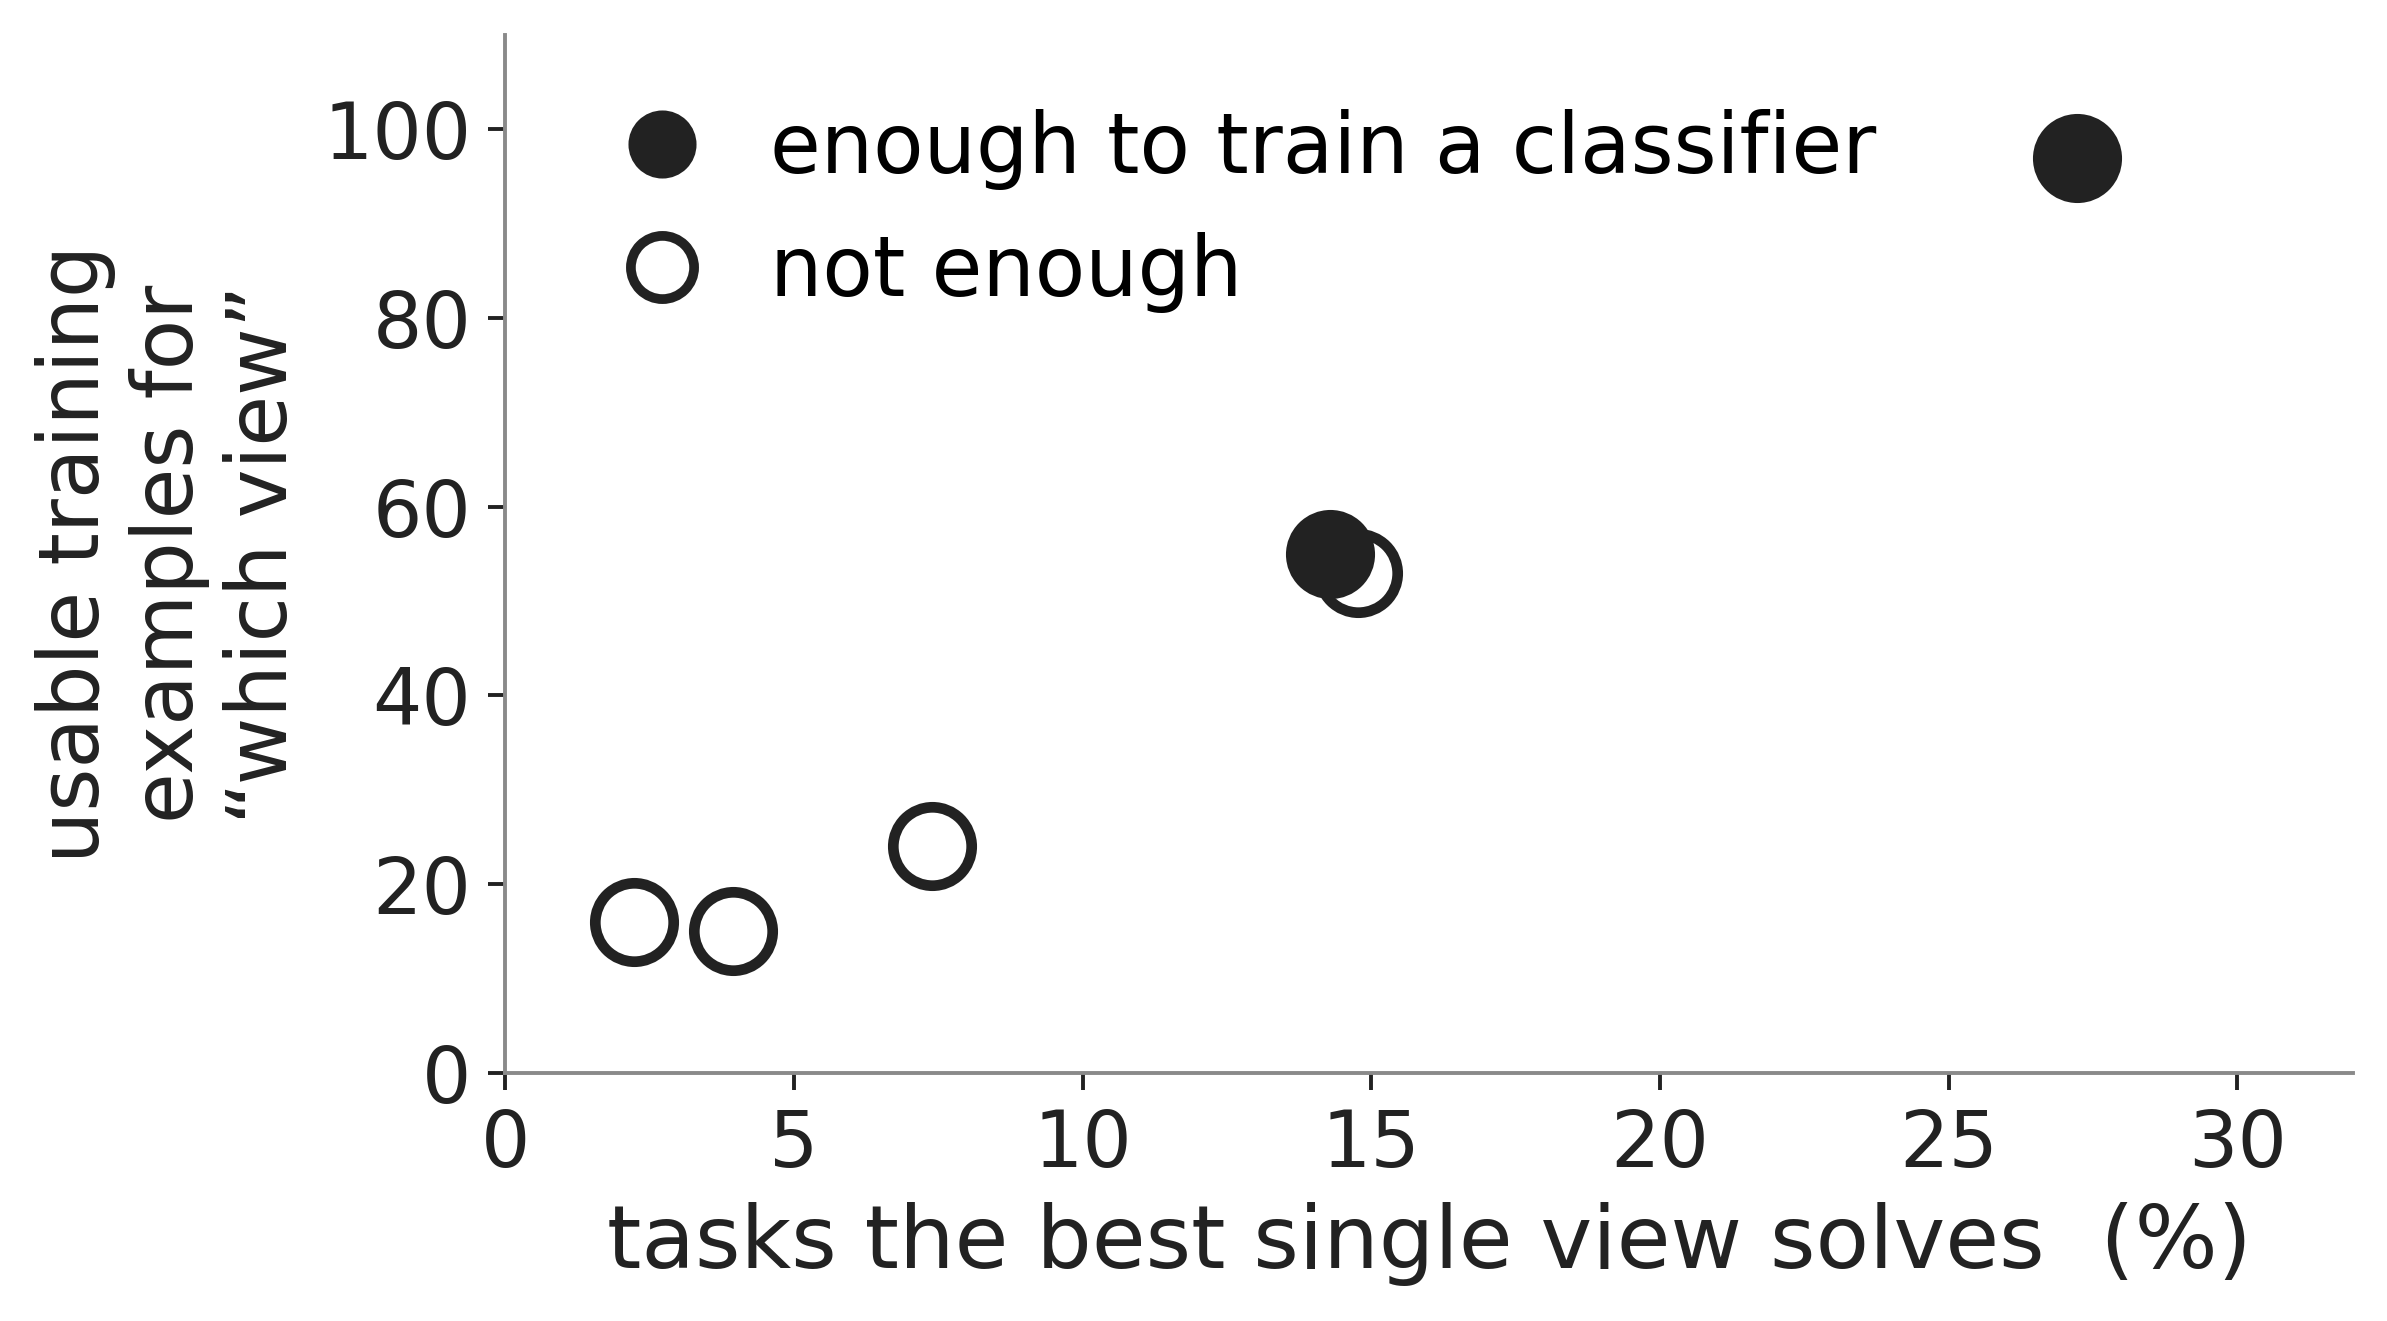 enough to train a classifier
not enough
usable training
examples for
“which view”
100
80
60
40
20
0
0 5 10 15 20 25 30
tasks the best single view solves (%)